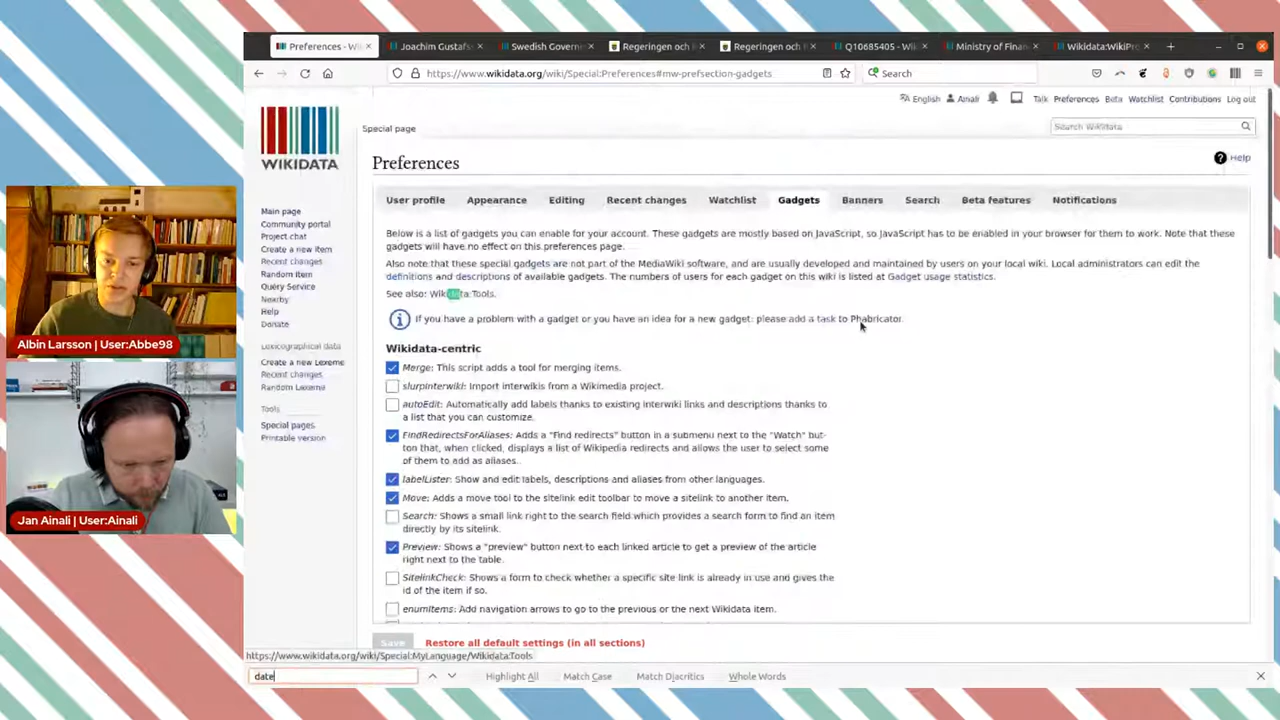 Preferences - Wi
Joachim Gustafs
Swedish Governm
Regeringen och
Regeringen och
Q10685405 - Wik
Ministry of Finan
Wikidata:WikiPro
https://www.wikidata.org/wiki/Special:Preferences#mw-prefsection-gadgets
Search
English Ainali Talk Preferences Beta Watchlist Contributions Log out
Special page
Search Wikidata
WIKIDATA
Preferences
Help
User profile Appearance Editing Recent changes Watchlist Gadgets Banners Search Beta features Notifications
Main page
Community portal
Project chat
Create a new Item
Recent changes
Random Item
Query Service
Nearby
Help
Donate
Lexicographical data
Create a new Lexeme
Recent changes
Random Lexeme
Tools
Special pages
Printable version
Below is a list of gadgets you can enable for your account. These gadgets are mostly based on JavaScript, so JavaScript has to be enabled in your browser for them to work. Note that these
gadgets will have no effect on this preferences page.
Also note that these special gadgets are not part of the MediaWiki software, and are usually developed and maintained by users on your local wiki. Local administrators can edit the
definitions and descriptions of available gadgets. The numbers of users for each gadget on this wiki is listed at Gadget usage statistics.
See also: Wikidata:Tools.
If you have a problem with a gadget or you have an idea for a new gadget: please add a task to Phabricator.
Wikidata-centric
Merge: This script adds a tool for merging items.
slurpInterwiki: Import interwikis from a Wikimedia project.
autoEdit: Automatically add labels thanks to existing interwiki links and descriptions thanks to
a list that you can customize.
FindRedirectsForAliases: Adds a "Find redirects" button in a submenu next to the "Watch" but-
ton that, when clicked, displays a list of Wikipedia redirects and allows the user to select some
of them to add as aliases.
labelLister: Show and edit labels, descriptions and aliases from other languages.
Move: Adds a move tool to the sitelink edit toolbar to move a sitelink to another item.
Search: Shows a small link right to the search field which provides a search form to find an item
directly by its sitelink.
Preview: Shows a "preview" button next to each linked article to get a preview of the article
right next to the table.
SitelinkCheck: Shows a form to check whether a specific site link is already in use and gives the
id of the item if so.
enumItems: Add navigation arrows to go to the previous or the next Wikidata item.
Save Restore all default settings (in all sections)
https://www.wikidata.org/wiki/Special:MyLanguage/Wikidata:Tools
date
Highlight All Match Case Match Diacritics Whole Words
Albin Larsson | User:Abbe98
Jan Ainali | User:Ainali